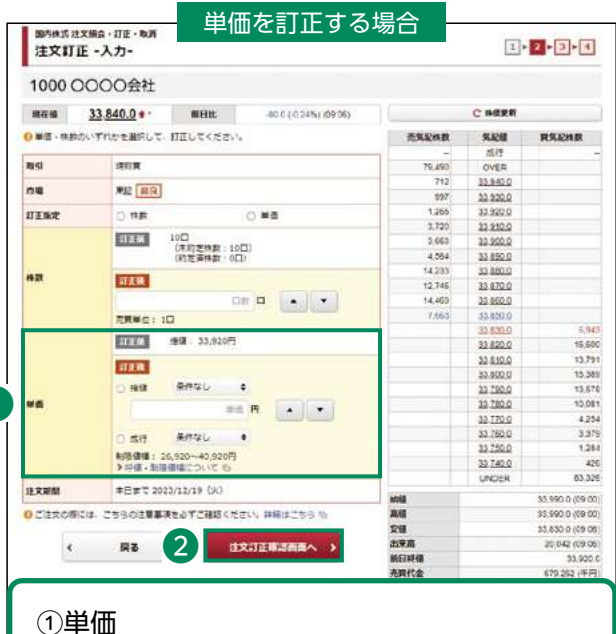 単価を訂正する場合
国内株式 注文照会・訂正・取消
注文訂正 -入力-
1 2 3 4
1000 〇〇〇〇会社
現在値 33,840.0 前日比 -80.0 (-0.24%) (09:06)
株価更新
! 単価・株数のいずれかを選択して、訂正してください。
取引 現物買
市場 東証
訂正指定 株数 単価
株数
訂正前 10口
(未約定株数:10口)
(約定済株数:0口)
訂正後
口数 口
売買単位: 1口
単価
訂正前 指値: 33,920円
訂正後
指値 条件なし
単価 円
成行 条件なし
制限値幅: 26,920~40,920円
呼値・制限値幅について
注文期間 本日まで 2023/12/19 (火)
! ご注文の際には、こちらの注意事項を必ずご確認ください。詳細はこちら
< 戻る
2
注文訂正確認画面へ >
売気配株数 気配値 買気配株数
-- 成行 --
79,490 OVER
712 33,940.0
997 33,930.0
1,265 33,920.0
3,720 33,910.0
3,663 33,900.0
4,584 33,890.0
14,233 33,880.0
12,746 33,870.0
14,469 33,860.0
7,663 33,850.0
33,830.0 5,943
33,820.0 15,600
33,810.0 13,791
33,800.0 15,389
33,790.0 13,678
33,780.0 10,081
33,770.0 4,254
33,760.0 3,379
33,750.0 1,284
33,740.0 426
UNDER 83,326
始値 33,990.0 (09:00)
高値 33,990.0 (09:00)
安値 33,830.0 (09:06)
出来高 20,042 (09:06)
前日終値 33,920.0
売買代金 679,262 (千円)
①単価